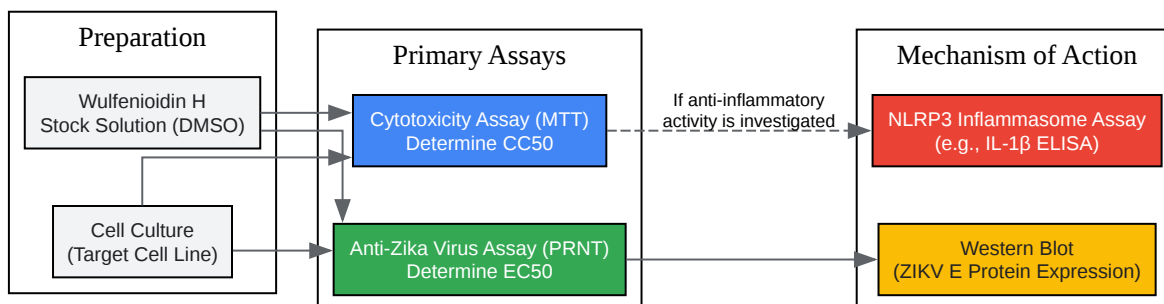 Preparation
Wulfenioidin H
Stock Solution (DMSO)
Cell Culture
(Target Cell Line)
Primary Assays
Cytotoxicity Assay (MTT)
Determine CC50
Anti-Zika Virus Assay (PRNT)
Determine EC50
If anti-inflammatory
activity is investigated
Mechanism of Action
NLRP3 Inflammasome Assay
(e.g., IL-1β ELISA)
Western Blot
(ZIKV E Protein Expression)